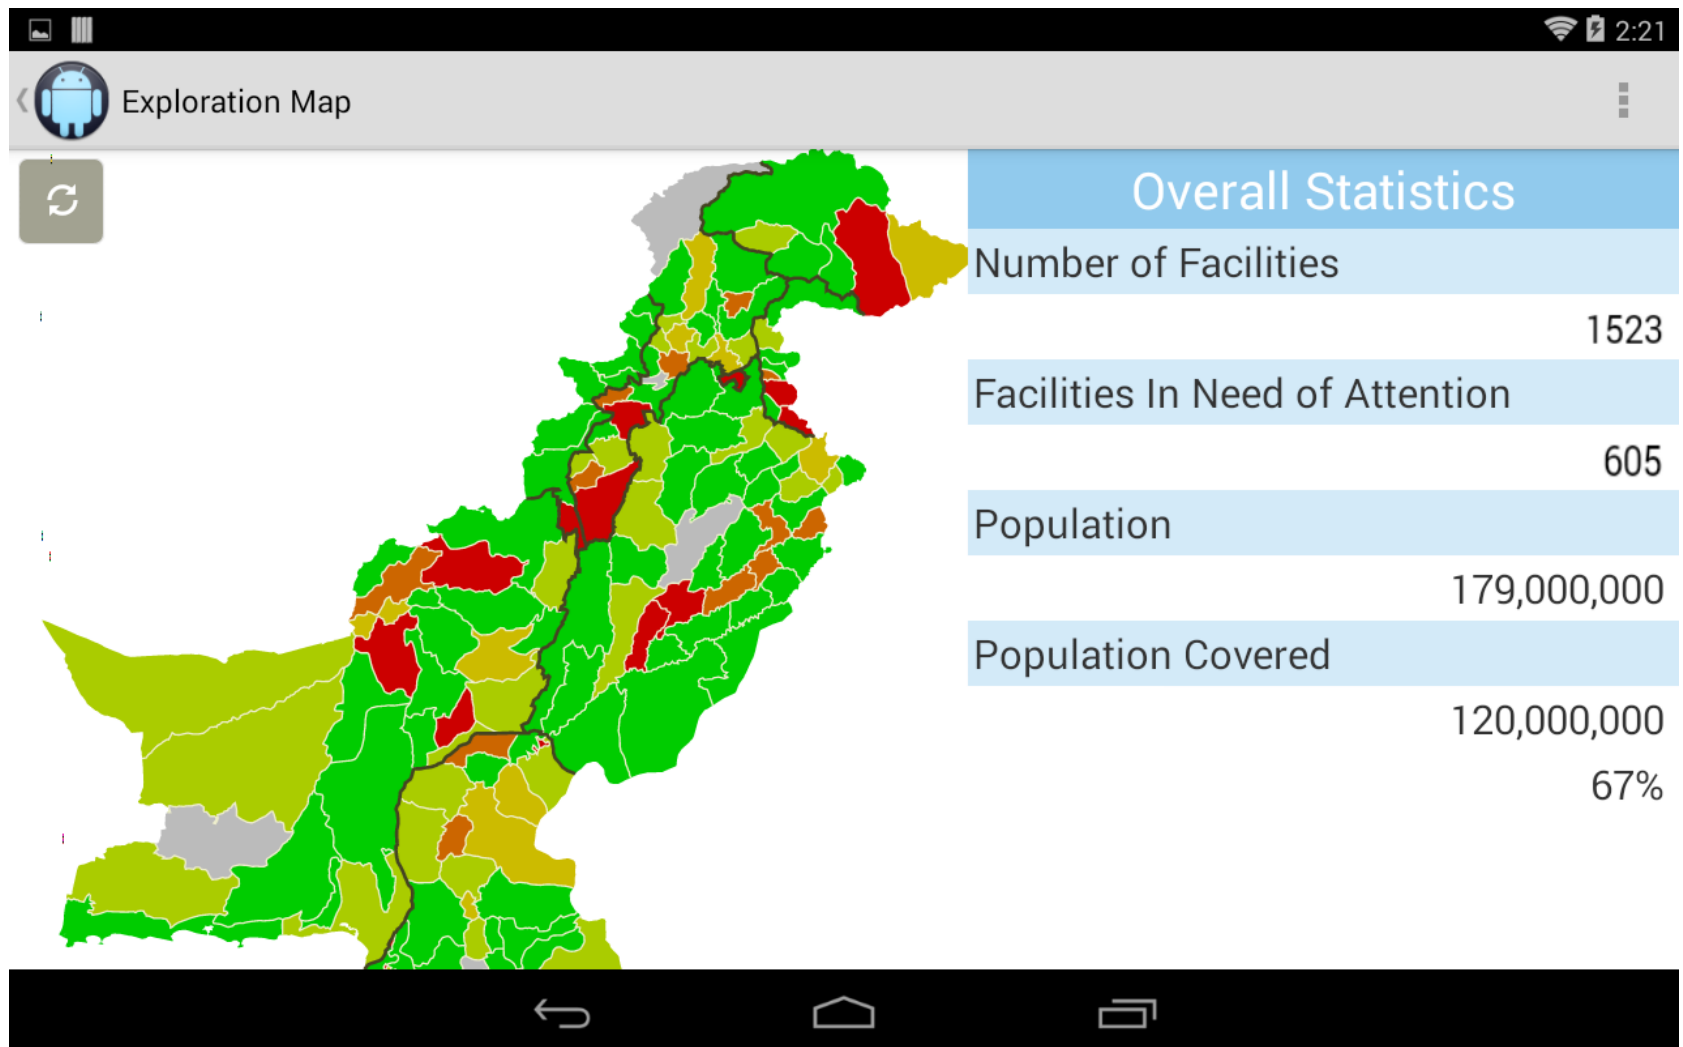 2:21
Exploration Map
Overall Statistics
Number of Facilities
1523
Facilities In Need of Attention
605
Population
179,000,000
Population Covered
120,000,000
67%